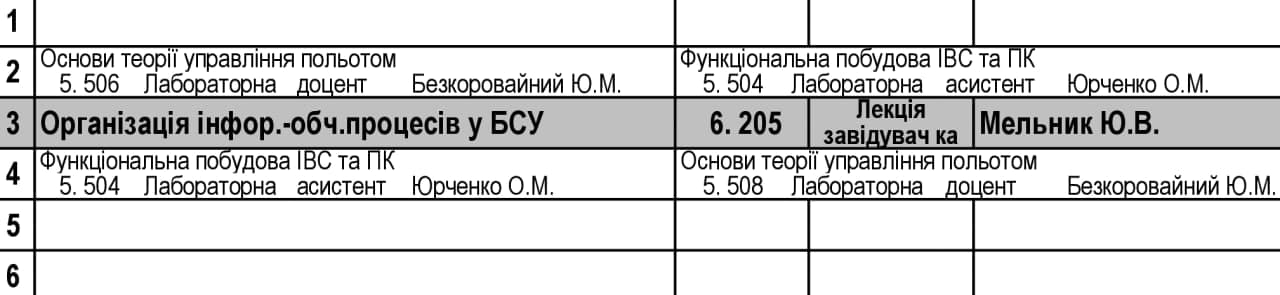 1
2 Основи теорії управління польотом Функціональна побудова ІВС та ПК
5. 506 Лабораторна доцент Безкоровайний Ю.М. 5. 504 Лабораторна асистент Юрченко О.М.
3 Організація інфор.-обч.процесів у БСУ 6. 205 Лекція завідувач ка Мельник Ю.В.
4 Функціональна побудова ІВС та ПК Основи теорії управління польотом
5. 504 Лабораторна асистент Юрченко О.М. 5. 508 Лабораторна доцент Безкоровайний Ю.М.
5
6